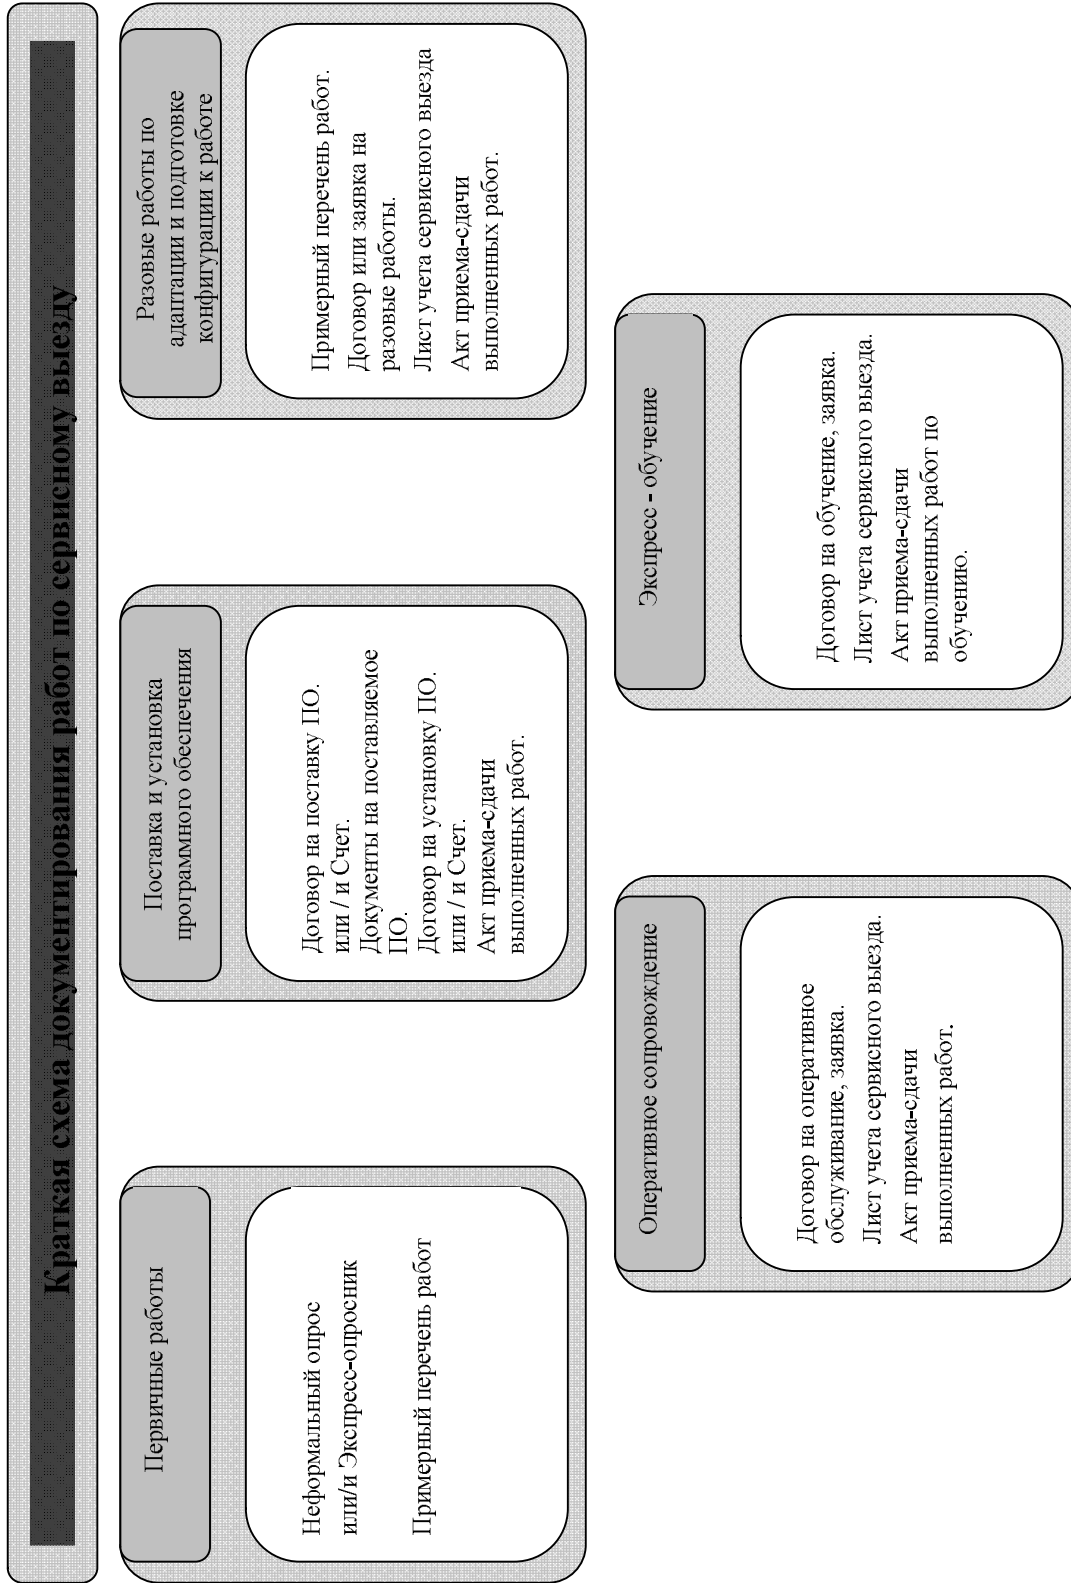 Краткая схема документирования работ по сервисному выезду
Первичные работы
Неформальный опрос
или/и Экспресс-опросник
Примерный перечень работ
Поставка и установка
программного обеспечения
Договор на поставку ПО.
или / и Счет.
Документы на поставляемое
ПО.
Договор на установку ПО.
или / и Счет.
Акт приема-сдачи
выполненных работ.
Разовые работы по
адаптации и подготовке
конфигурации к работе
Примерный перечень работ.
Договор или заявка на
разовые работы.
Лист учета сервисного выезда
Акт приема-сдачи
выполненных работ.
Оперативное сопровождение
Договор на оперативное
обслуживание, заявка.
Лист учета сервисного выезда.
Акт приема-сдачи
выполненных работ.
Экспресс - обучение
Договор на обучение, заявка.
Лист учета сервисного выезда.
Акт приема-сдачи
выполненных работ по
обучению.